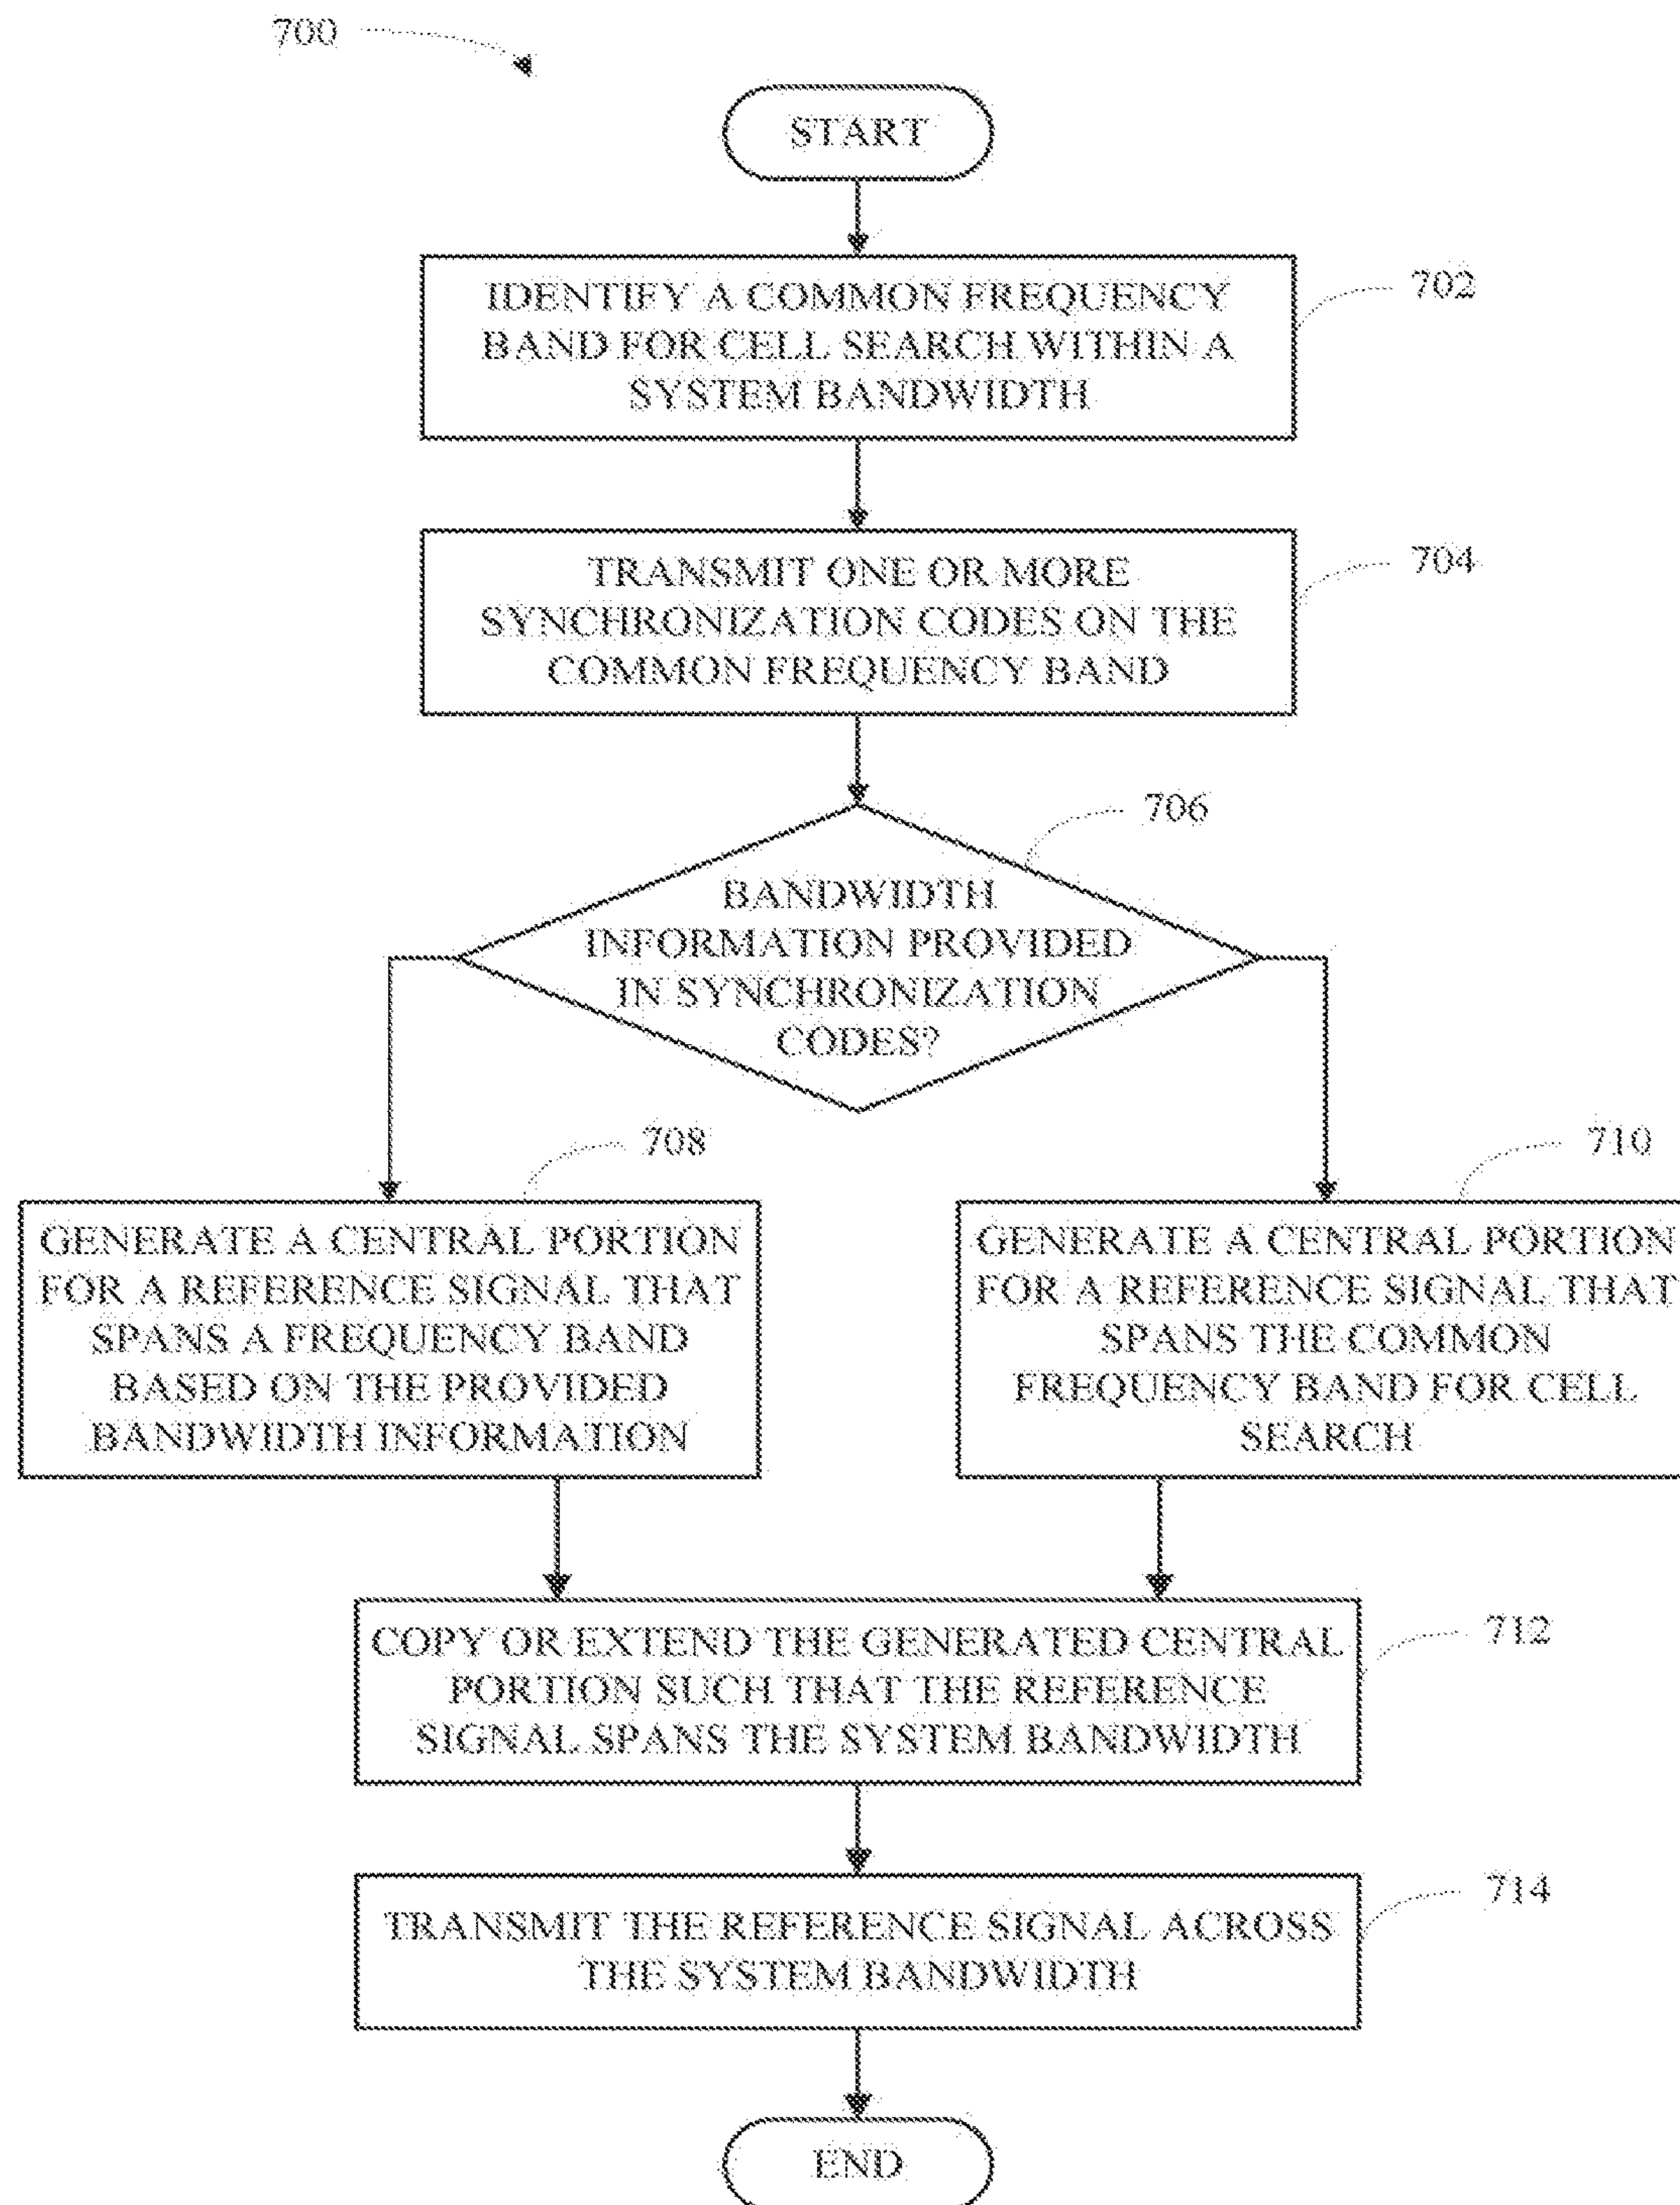 700
START
IDENTIFY A COMMON FREQUENCY
BAND FOR CELL SEARCH WITHIN A
SYSTEM BANDWIDTH
702
TRANSMIT ONE OR MORE
SYNCHRONIZATION CODES ON THE
COMMON FREQUENCY BAND
704
706
BANDWIDTH
INFORMATION PROVIDED
IN SYNCHRONIZATION
CODES?
708
GENERATE A CENTRAL PORTION
FOR A REFERENCE SIGNAL THAT
SPANS A FREQUENCY BAND
BASED ON THE PROVIDED
BANDWIDTH INFORMATION
710
GENERATE A CENTRAL PORTION
FOR A REFERENCE SIGNAL THAT
SPANS THE COMMON
FREQUENCY BAND FOR CELL
SEARCH
COPY OR EXTEND THE GENERATED CENTRAL
PORTION SUCH THAT THE REFERENCE
SIGNAL SPANS THE SYSTEM BANDWIDTH
712
TRANSMIT THE REFERENCE SIGNAL ACROSS
THE SYSTEM BANDWIDTH
714
END